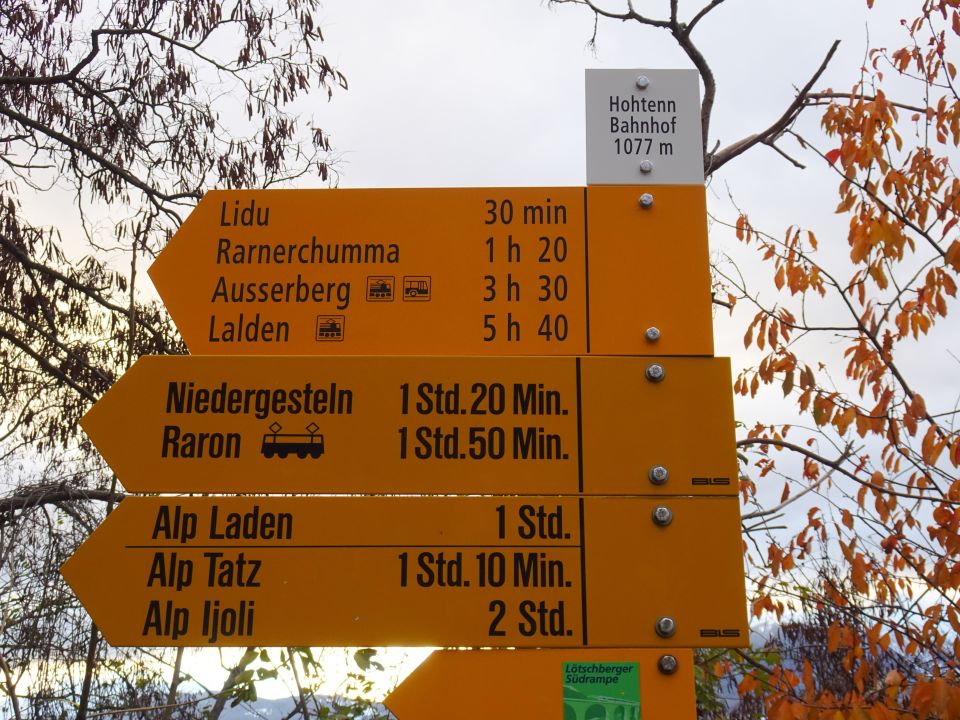 Hohtenn
Bahnhof
1077 m
Lidu 30 min
Rarnerchumma 1 h 20
Ausserberg 3 h 30
Lalden 5 h 40
Niedergesteln 1 Std. 20 Min.
Raron 1 Std. 50 Min.
BLS
Alp Laden 1 Std.
Alp Tatz 1 Std. 10 Min.
Alp Ijoli 2 Std.
BLS
Lötschberger
Südrampe